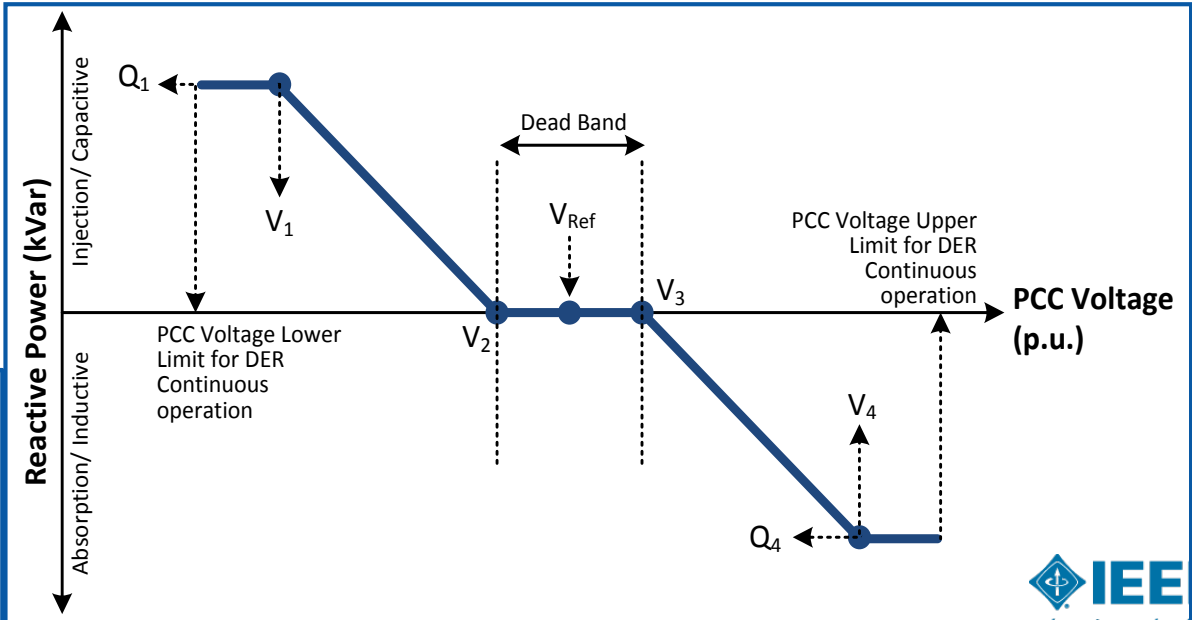 Reactive Power (kVar)
Injection/ Capacitive
Absorption/ Inductive
Q1
V1
Dead Band
VRef
V2
V3
PCC Voltage Lower
Limit for DER
Continuous
operation
PCC Voltage Upper
Limit for DER
Continuous
operation
PCC Voltage
(p.u.)
V4
Q4
IEE